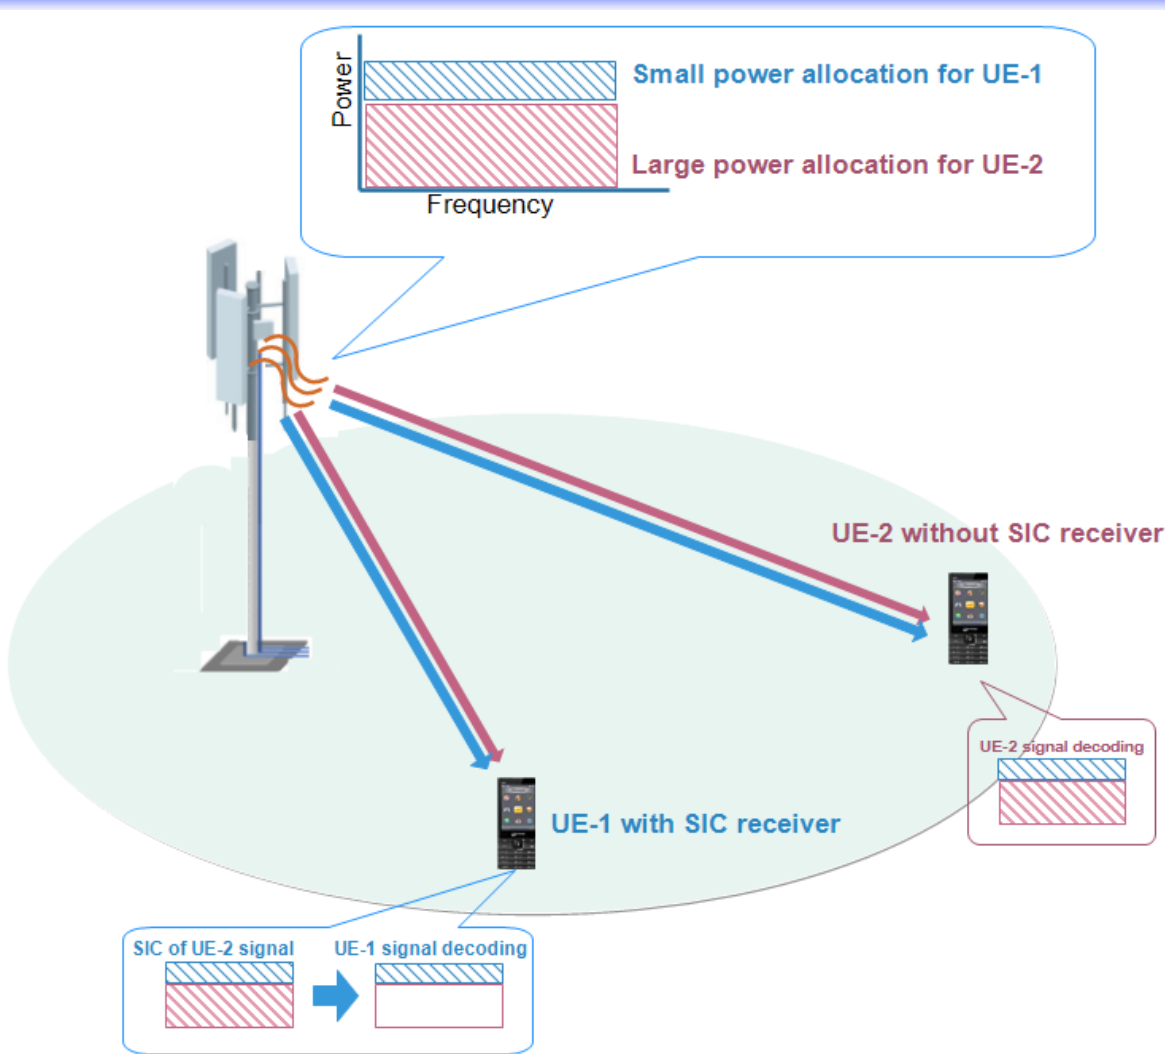 Power
Small power allocation for UE-1
Large power allocation for UE-2
Frequency
UE-2 without SIC receiver
UE-2 signal decoding
UE-1 with SIC receiver
SIC of UE-2 signal
UE-1 signal decoding